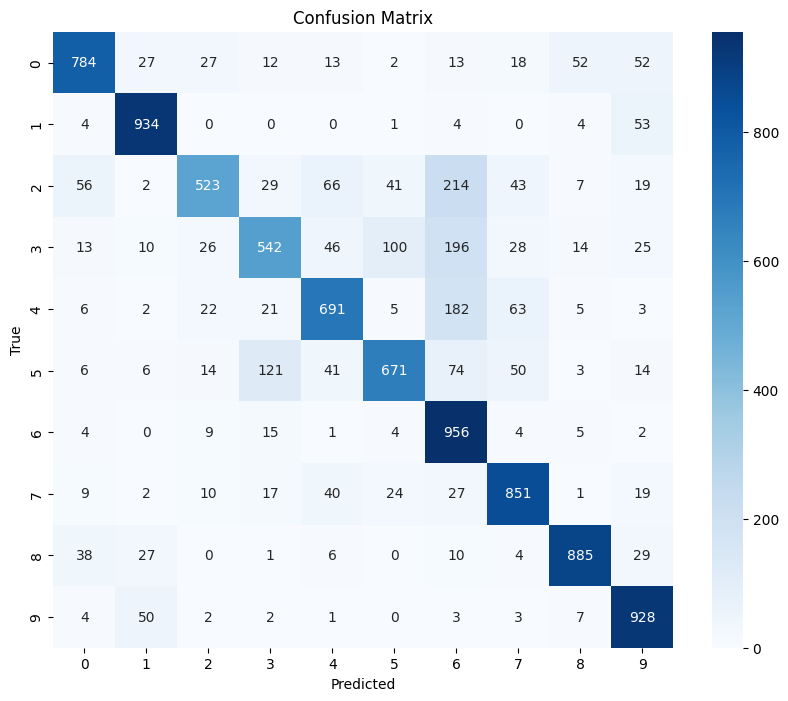 Confusion Matrix
0 784 27 27 12 13 2 13 18 52 52
1 4 934 0 0 0 1 4 0 4 53
800
2 56 2 523 29 66 41 214 43 7 19
3 13 10 26 542 46 100 196 28 14 25
600
4 6 2 22 21 691 5 182 63 5 3
True
5 6 6 14 121 41 671 74 50 3 14
400
6 4 0 9 15 1 4 956 4 5 2
7 9 2 10 17 40 24 27 851 1 19
200
8 38 27 0 1 6 0 10 4 885 29
9 4 50 2 2 1 0 3 3 7 928
0
0 1 2 3 4 5 6 7 8 9
Predicted